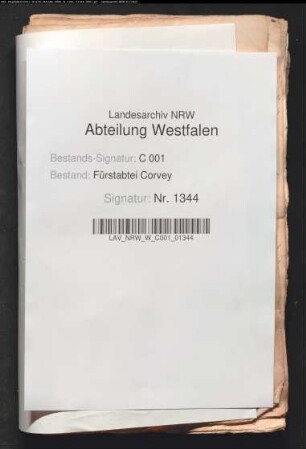 Landesarchiv NRW
Abteilung Westfalen
Bestands-Signatur: C 001
Bestand: Fürstabtei Corvey
Signatur: Nr. 1344
LAV_NRW_W_C001_01344